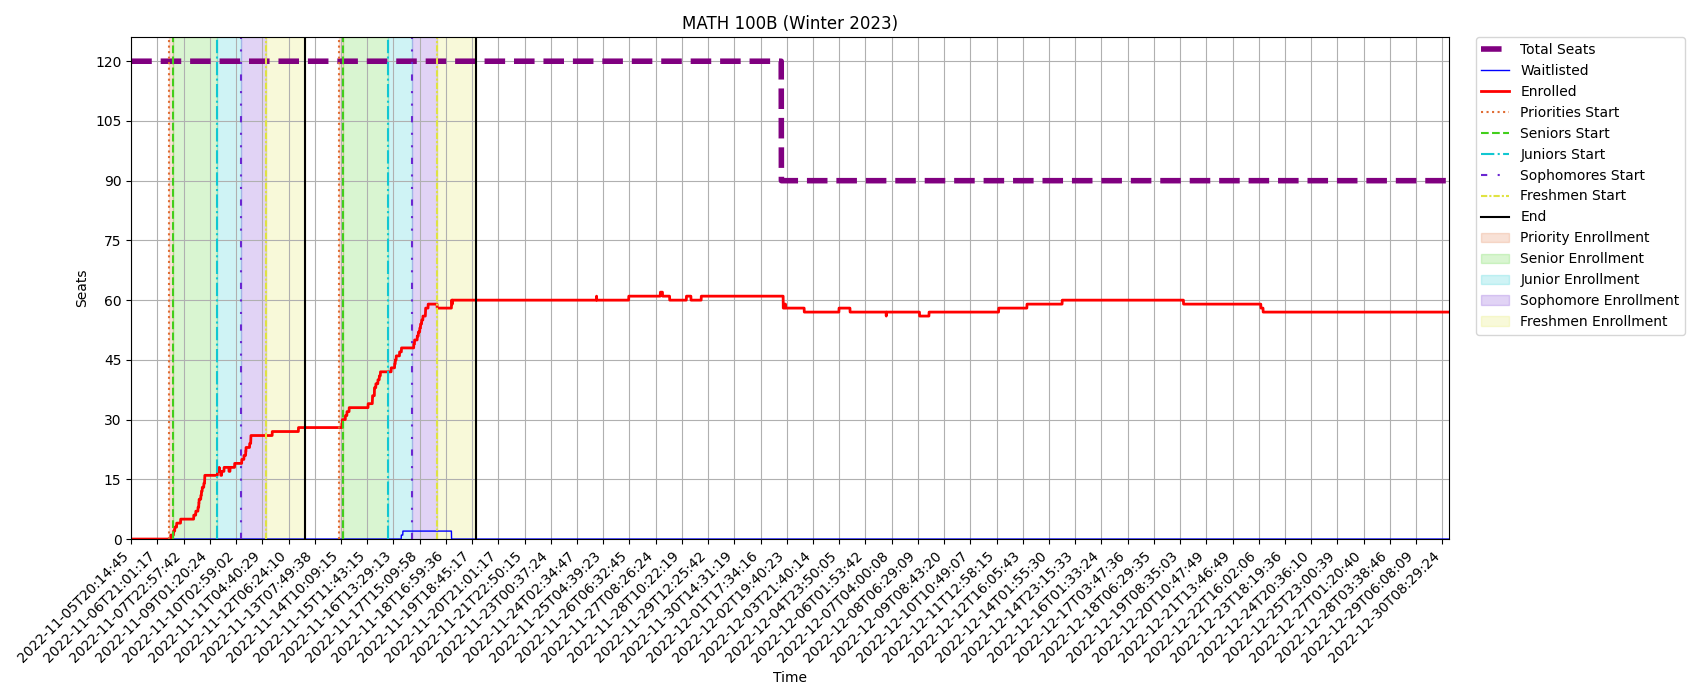 MATH 100B (Winter 2023)
Seats
120
105
90
75
60
45
30
15
0
2022-11-05T20:14:45
2022-11-06T21:01:17
2022-11-07T22:57:42
2022-11-09T01:20:24
2022-11-10T02:59:02
2022-11-11T04:40:29
2022-11-12T06:24:10
2022-11-13T07:49:38
2022-11-14T10:09:15
2022-11-15T11:43:15
2022-11-16T13:29:13
2022-11-17T15:09:58
2022-11-18T16:59:36
2022-11-19T18:45:17
2022-11-20T21:01:17
2022-11-21T22:50:15
2022-11-23T00:37:24
2022-11-24T02:34:47
2022-11-25T04:39:23
2022-11-26T06:32:45
2022-11-27T08:26:24
2022-11-28T10:22:19
2022-11-29T12:25:42
2022-11-30T14:31:19
2022-12-01T17:34:16
2022-12-02T19:40:23
2022-12-03T21:40:14
2022-12-04T23:50:05
2022-12-06T01:53:42
2022-12-07T04:00:08
2022-12-08T06:29:09
2022-12-09T08:43:20
2022-12-10T10:49:07
2022-12-11T12:58:15
2022-12-12T16:05:43
2022-12-14T01:55:30
2022-12-14T23:15:33
2022-12-16T01:33:24
2022-12-17T03:47:36
2022-12-18T06:29:35
2022-12-19T08:35:03
2022-12-20T10:47:49
2022-12-21T13:46:49
2022-12-22T16:02:06
2022-12-23T18:19:36
2022-12-24T20:36:10
2022-12-25T23:00:39
2022-12-27T01:20:40
2022-12-28T03:38:46
2022-12-29T06:08:09
2022-12-30T08:29:24
Time
Total Seats
Waitlisted
Enrolled
Priorities Start
Seniors Start
Juniors Start
Sophomores Start
Freshmen Start
End
Priority Enrollment
Senior Enrollment
Junior Enrollment
Sophomore Enrollment
Freshmen Enrollment